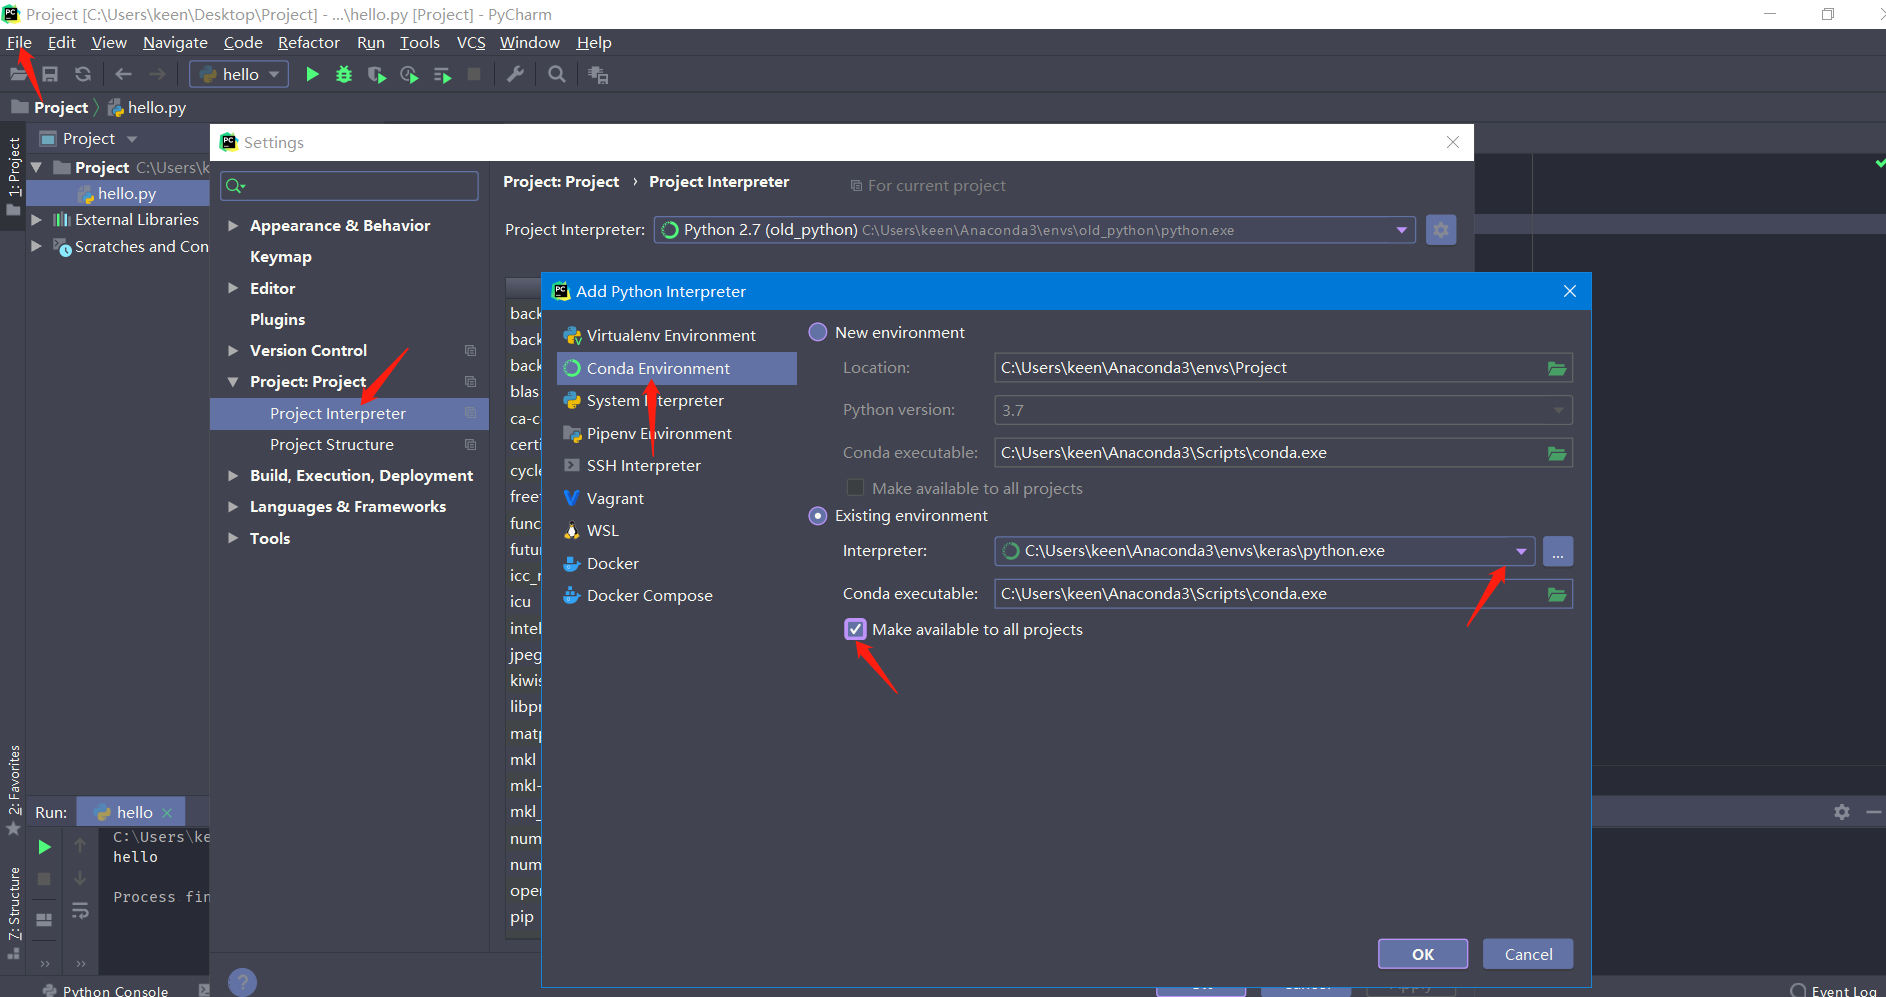 Project [C:\Users\keen\Desktop\Project] - ...\hello.py [Project] - PyCharm
File Edit View Navigate Code Refactor Run Tools VCS Window Help
hello
Project hello.py
1: Project
Project
Project C:\Users\k
hello.py
External Libraries
Scratches and Con
Settings
Appearance & Behavior
Keymap
Editor
Plugins
Version Control
Project: Project
Project Interpreter
Project Structure
Build, Execution, Deployment
Languages & Frameworks
Tools
Project: Project › Project Interpreter
For current project
Project Interpreter: Python 2.7 (old_python) C:\Users\keen\Anaconda3\envs\old_python\python.exe
back
back
back
blas
ca-c
certi
cycl
free
func
futu
icc_r
icu
intel
jpeg
kiwi
libp
mat
mkl
mkl-
mkl_
num
num
ope
pip
Add Python Interpreter
Virtualenv Environment
Conda Environment
System Interpreter
Pipenv Environment
SSH Interpreter
Vagrant
WSL
Docker
Docker Compose
New environment
Location: C:\Users\keen\Anaconda3\envs\Project
Python version: 3.7
Conda executable: C:\Users\keen\Anaconda3\Scripts\conda.exe
Make available to all projects
Existing environment
Interpreter: C:\Users\keen\Anaconda3\envs\keras\python.exe ...
Conda executable: C:\Users\keen\Anaconda3\Scripts\conda.exe
Make available to all projects
OK Cancel
2: Favorites
7: Structure
Run: hello
C:\Users\ke
hello
Process fin
Python Console
Event Log